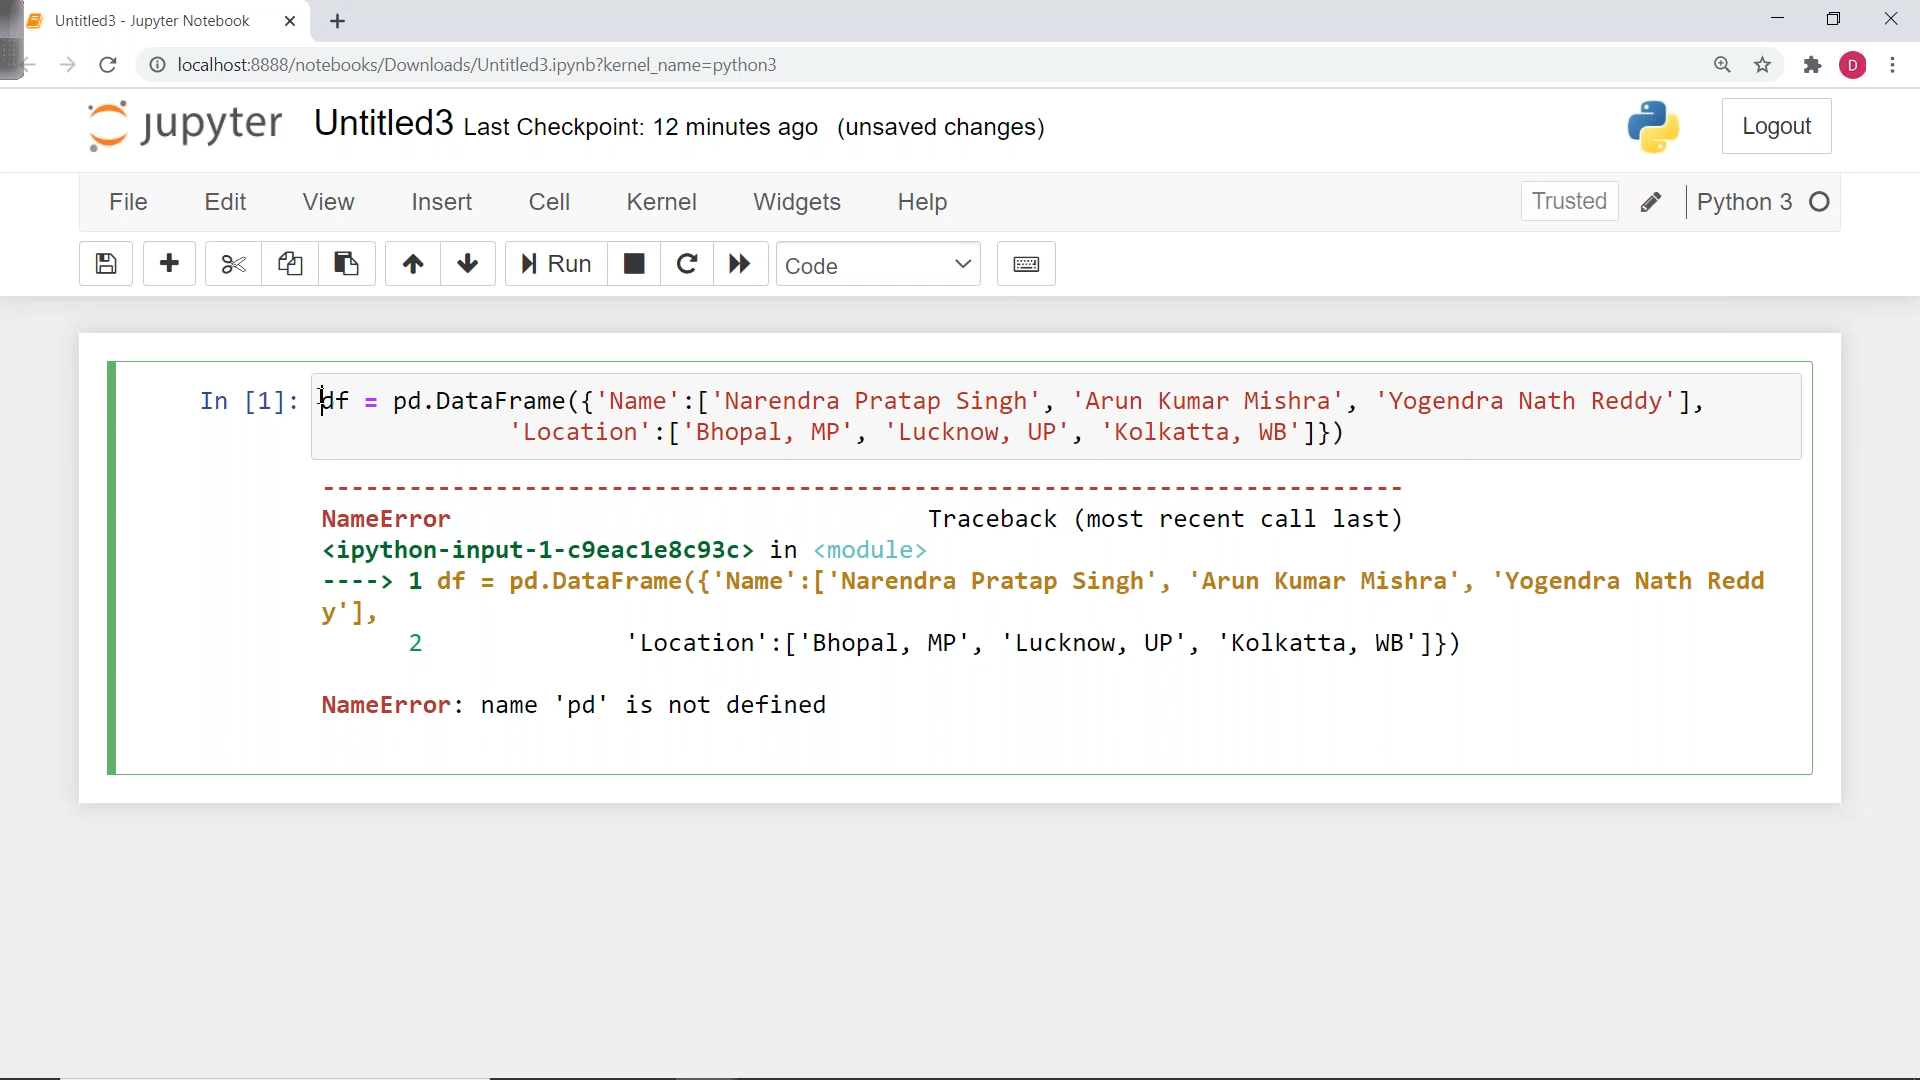 Untitled3 - Jupyter Notebook
localhost:8888/notebooks/Downloads/Untitled3.ipynb?kernel_name=python3
D
jupyter Untitled3 Last Checkpoint: 12 minutes ago (unsaved changes)
Logout
File Edit View Insert Cell Kernel Widgets Help
Trusted Python 3
Run Code
In [1]: df = pd.DataFrame({'Name':['Narendra Pratap Singh', 'Arun Kumar Mishra', 'Yogendra Nath Reddy'],
'Location':['Bhopal, MP', 'Lucknow, UP', 'Kolkatta, WB']})
---------------------------------------------------------------------------
NameError Traceback (most recent call last)
<ipython-input-1-c9eac1e8c93c> in <module>
----> 1 df = pd.DataFrame({'Name':['Narendra Pratap Singh', 'Arun Kumar Mishra', 'Yogendra Nath Redd
y'],
2 'Location':['Bhopal, MP', 'Lucknow, UP', 'Kolkatta, WB']})
NameError: name 'pd' is not defined